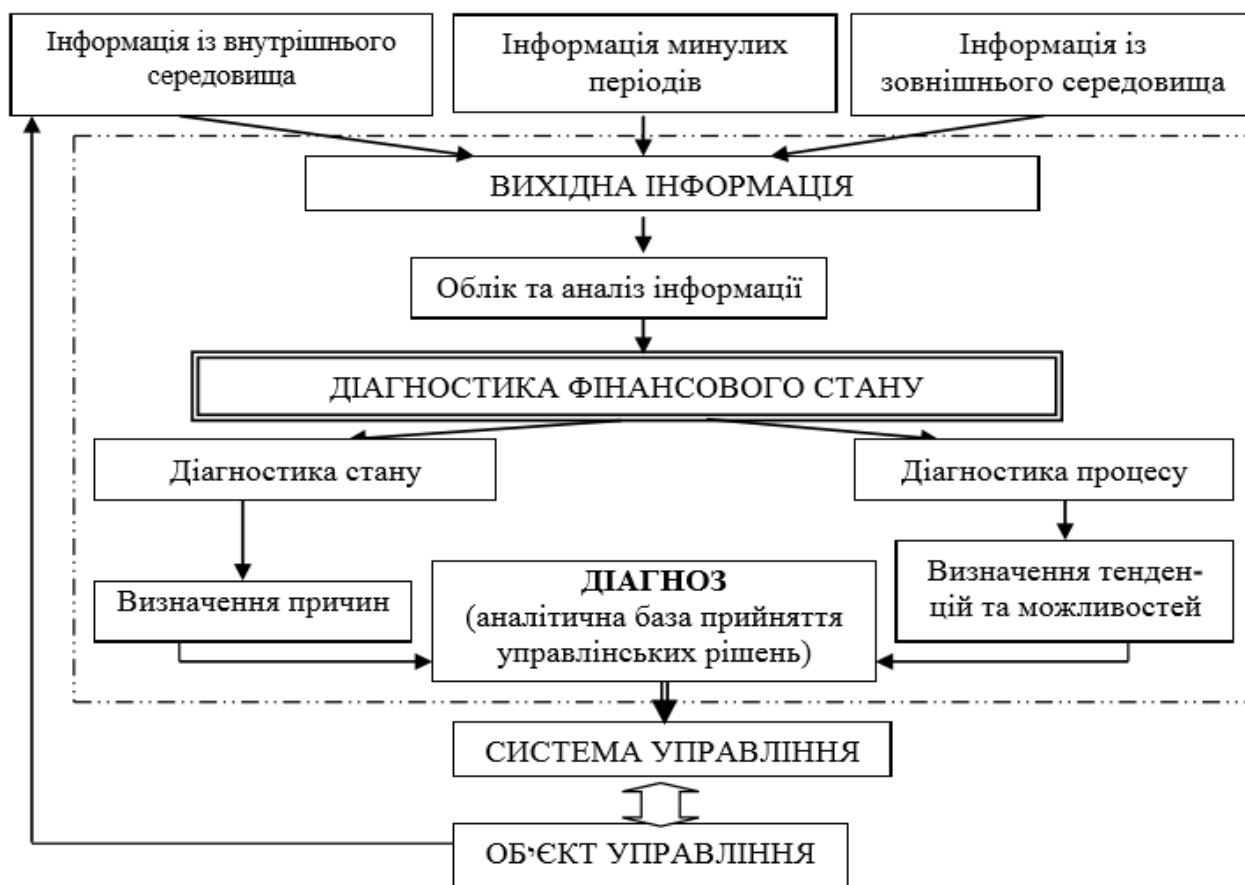 Інформація із внутрішнього
середовища
Інформація минулих
періодів
Інформація із
зовнішнього середовища
ВИХІДНА ІНФОРМАЦІЯ
Облік та аналіз інформації
ДІАГНОСТИКА ФІНАНСОВОГО СТАНУ
Діагностика стану
Діагностика процесу
Визначення причин
ДІАГНОЗ
(аналітична база прийняття
управлінських рішень)
Визначення тенден-
цій та можливостей
СИСТЕМА УПРАВЛІННЯ
ОБ'ЄКТ УПРАВЛІННЯ